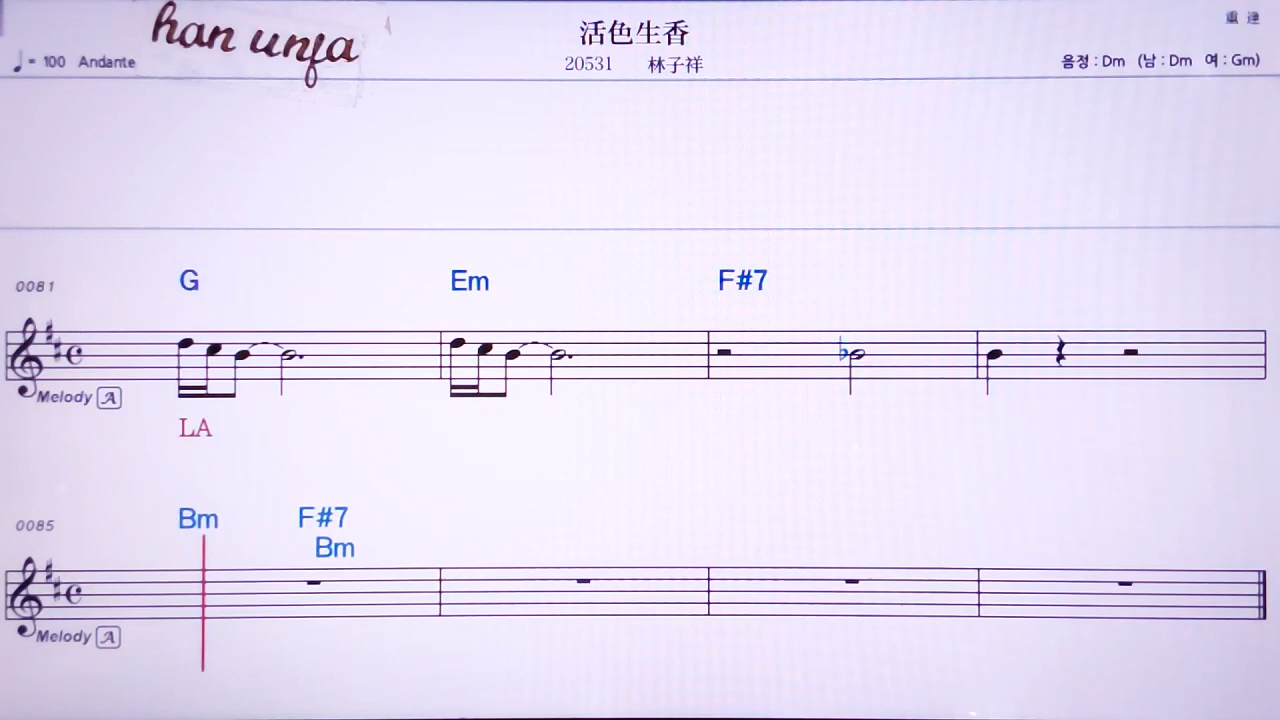 han unfa
活色生香
♩= 100 Andante
20531 林子祥
음정 : Dm (남 : Dm 여 : Gm)
0081
G Em F#7
Melody A
LA
0085
Bm F#7
Bm
Melody A